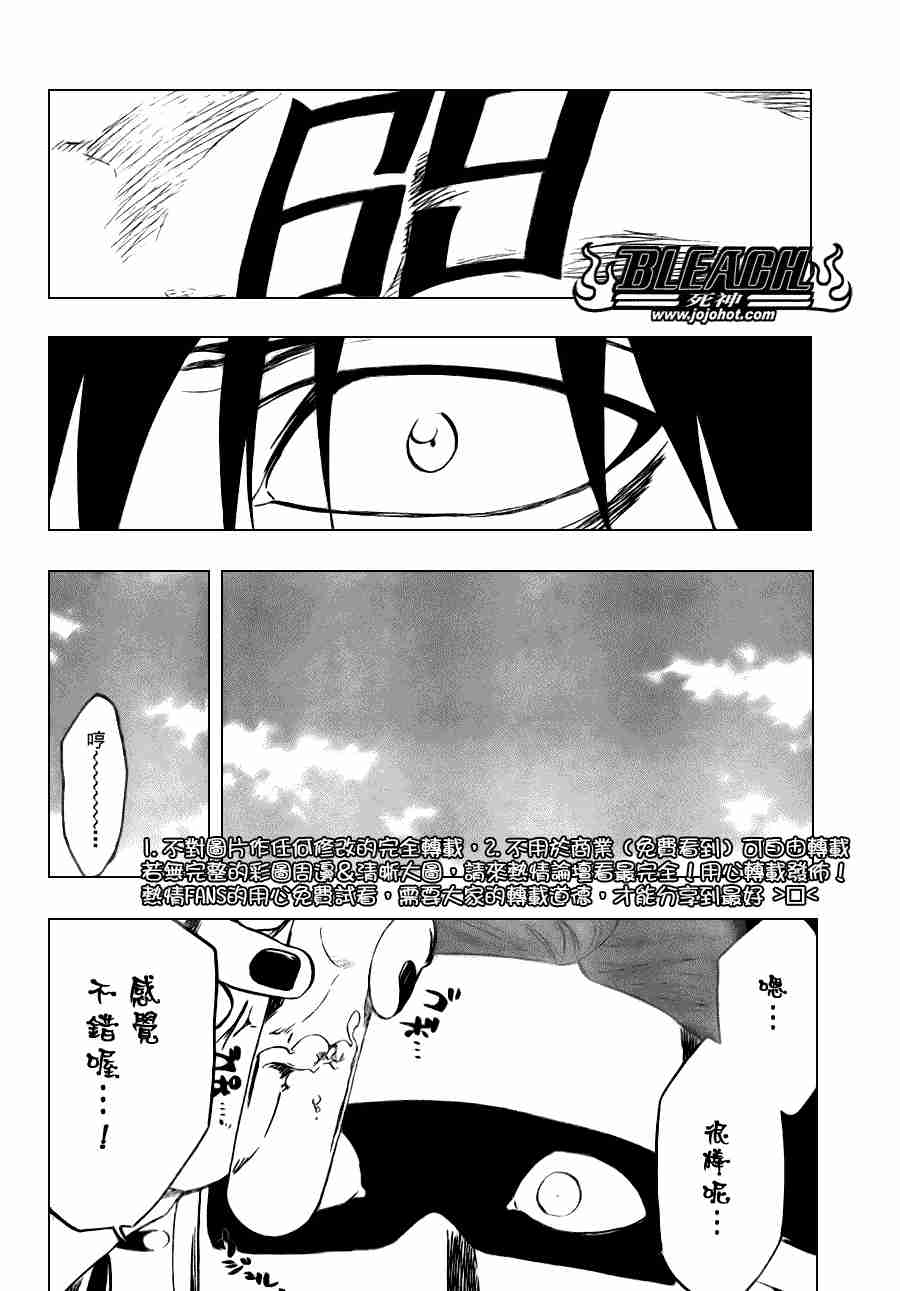 69
BLEACH
死神
www.jojohot.com
哼~~~~~…
1. 不對圖片作任何修改的完全轉載，2. 不用於商業（免費看到）可自由轉載
若無完整的彩圖周邊&清晰大圖，請來熱情論壇看最完全！用心轉載發佈！
熱情FANS的用心免費試看，需要大家的轉載道德，才能分享到最好 >口<
嗯…
很棒呢…
感覺
不錯喔…！
ジュル